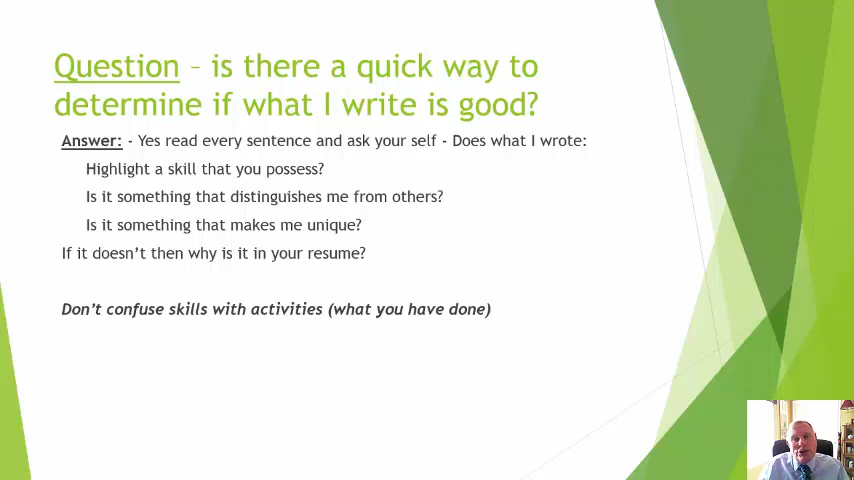 Question – is there a quick way to
determine if what I write is good?
Answer: - Yes read every sentence and ask your self - Does what I wrote:
Highlight a skill that you possess?
Is it something that distinguishes me from others?
Is it something that makes me unique?
If it doesn't then why is it in your resume?
Don't confuse skills with activities (what you have done)